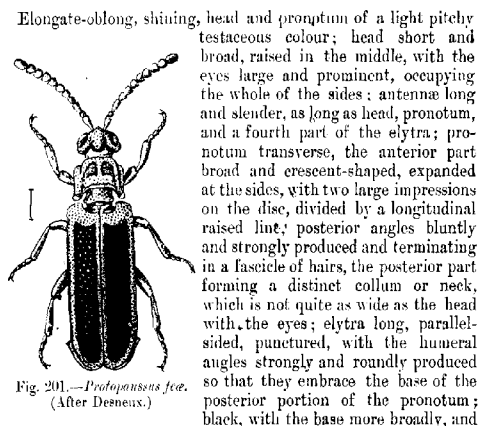 Elongate-oblong, shining, head and pronotum of a light pitchy
testaceous colour; head short and
broad, raised in the middle, with the
eyes large and prominent, occupying
the whole of the sides; antennæ long
and slender, as long as head, pronotum,
and a fourth part of the elytra; pro-
notum transverse, the anterior part
broad and crescent-shaped, expanded
at the sides, with two large impressions
on the disc, divided by a longitudinal
raised line; posterior angles bluntly
and strongly produced and terminating
in a fascicle of hairs, the posterior part
forming a distinct collum or neck,
which is not quite as wide as the head
with the eyes; elytra long, parallel-
sided, punctured, with the humeral
angles strongly and roundly produced
so that they embrace the base of the
posterior portion of the pronotum;
black, with the base more broadly, and
Fig. 201.—Protopaussus feæ.
(After Desneux.)